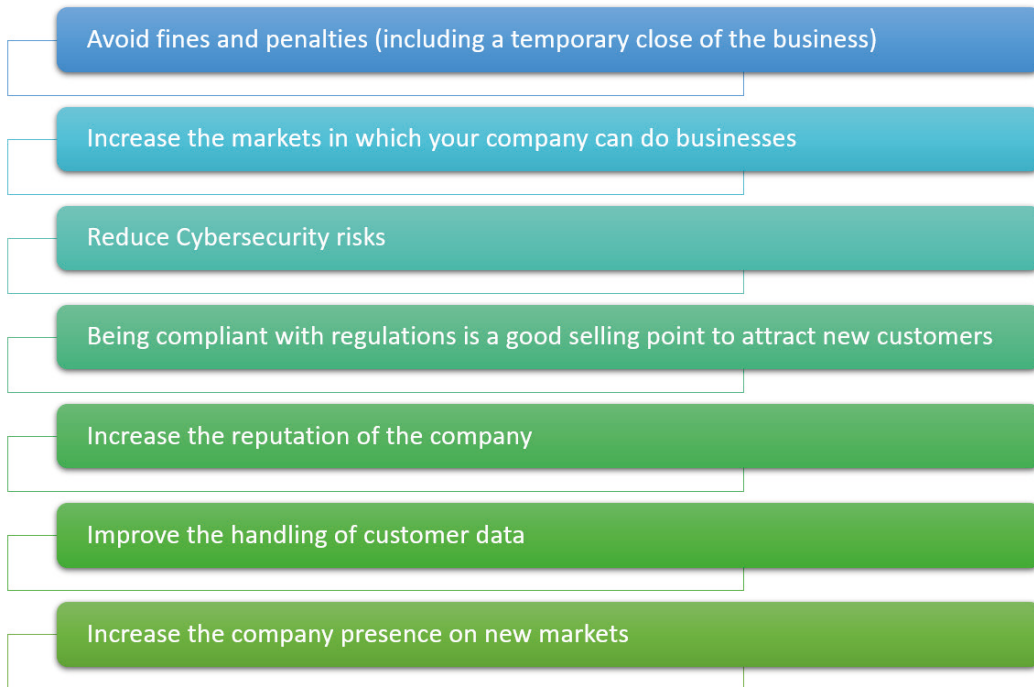 Avoid fines and penalties (including a temporary close of the business)
Increase the markets in which your company can do businesses
Reduce Cybersecurity risks
Being compliant with regulations is a good selling point to attract new customers
Increase the reputation of the company
Improve the handling of customer data
Increase the company presence on new markets